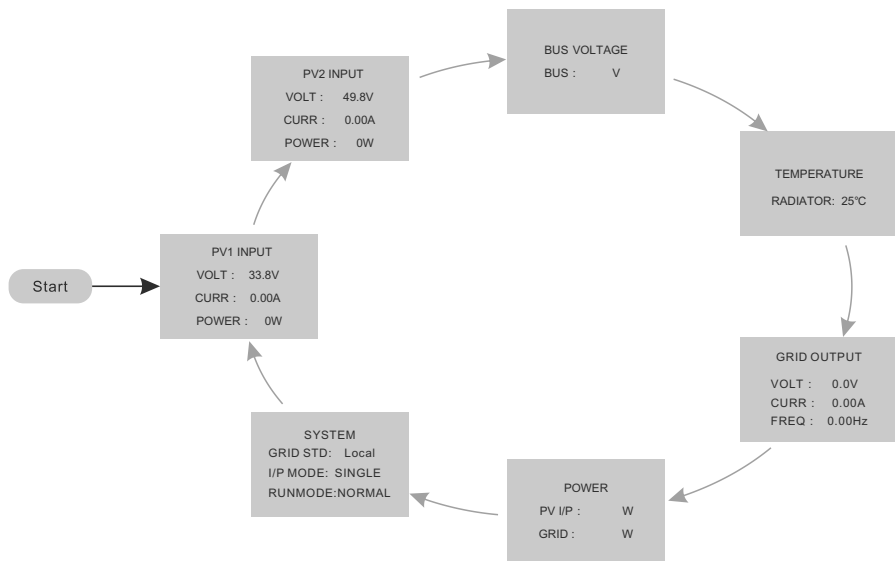 Start
PV1 INPUT
VOLT : 33.8V
CURR : 0.00A
POWER : 0W
PV2 INPUT
VOLT : 49.8V
CURR : 0.00A
POWER : 0W
BUS VOLTAGE
BUS : V
TEMPERATURE
RADIATOR: 25℃
GRID OUTPUT
VOLT : 0.0V
CURR : 0.00A
FREQ : 0.00Hz
POWER
PV I/P : W
GRID : W
SYSTEM
GRID STD: Local
I/P MODE: SINGLE
RUNMODE:NORMAL